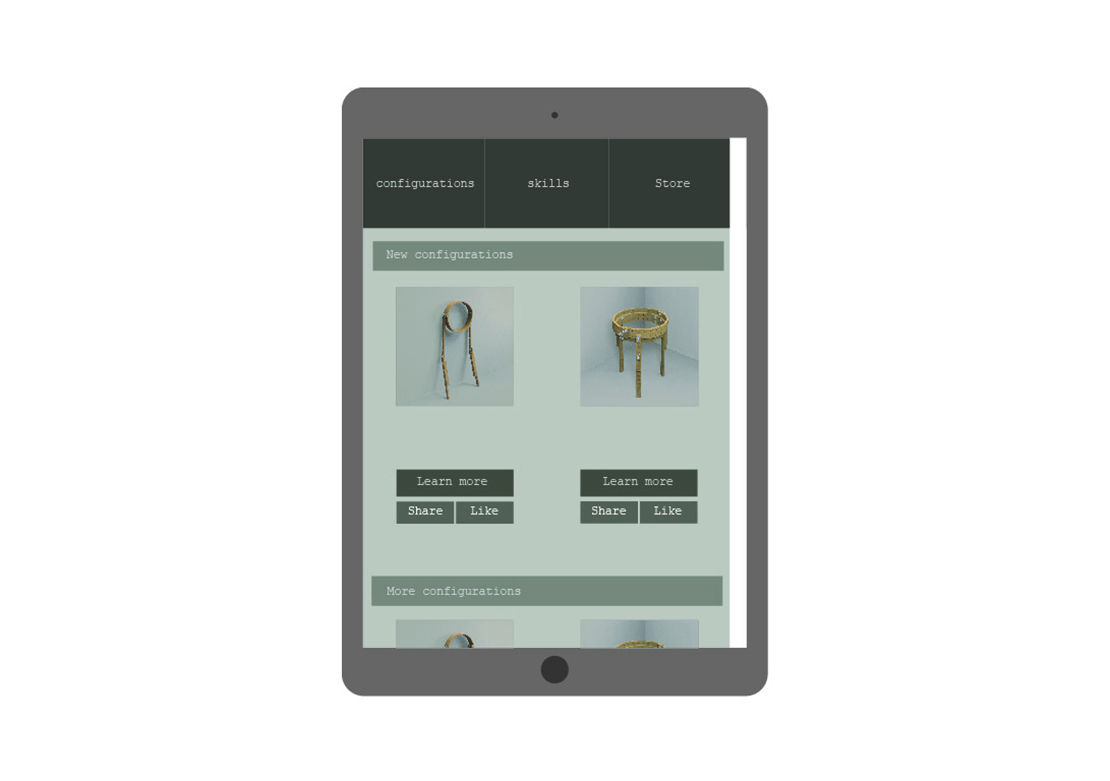 configurations skills Store
New configurations
Learn more Learn more
Share Like Share Like
More configurations